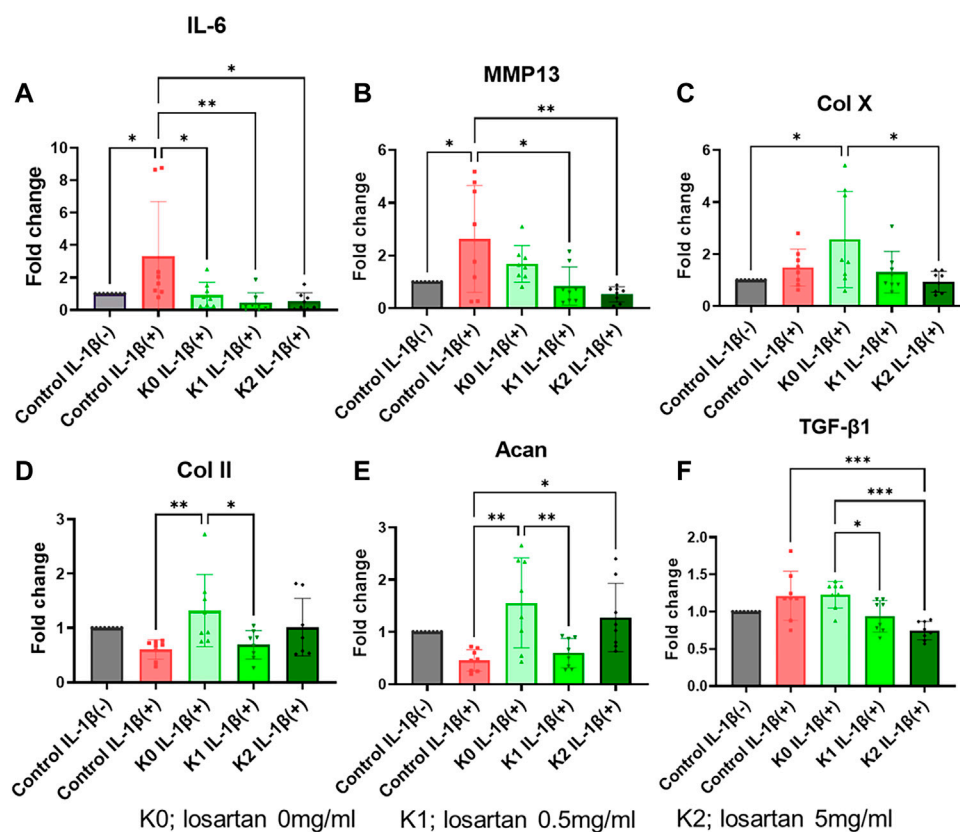 IL-6
MMP13
Col X
A
B
C
*
**
*
*
**
*
*
*
*
*
Fold change
10
8
6
4
2
0
Fold change
6
4
2
0
Fold change
6
4
2
0
Control IL-1β(-)
Control IL-1β(+)
K0 IL-1β(+)
K1 IL-1β(+)
K2 IL-1β(+)
Control IL-1β(-)
Control IL-1β(+)
K0 IL-1β(+)
K1 IL-1β(+)
K2 IL-1β(+)
Control IL-1β(-)
Control IL-1β(+)
K0 IL-1β(+)
K1 IL-1β(+)
K2 IL-1β(+)
Col II
Acan
TGF-β1
D
E
F
**
*
*
**
**
***
***
*
Fold change
3
2
1
0
Fold change
3
2
1
0
Fold change
2.0
1.5
1.0
0.5
0.0
Control IL-1β(-)
Control IL-1β(+)
K0 IL-1β(+)
K1 IL-1β(+)
K2 IL-1β(+)
Control IL-1β(-)
Control IL-1β(+)
K0 IL-1β(+)
K1 IL-1β(+)
K2 IL-1β(+)
Control IL-1β(-)
Control IL-1β(+)
K0 IL-1β(+)
K1 IL-1β(+)
K2 IL-1β(+)
K0; losartan 0mg/ml K1; losartan 0.5mg/ml K2; losartan 5mg/ml